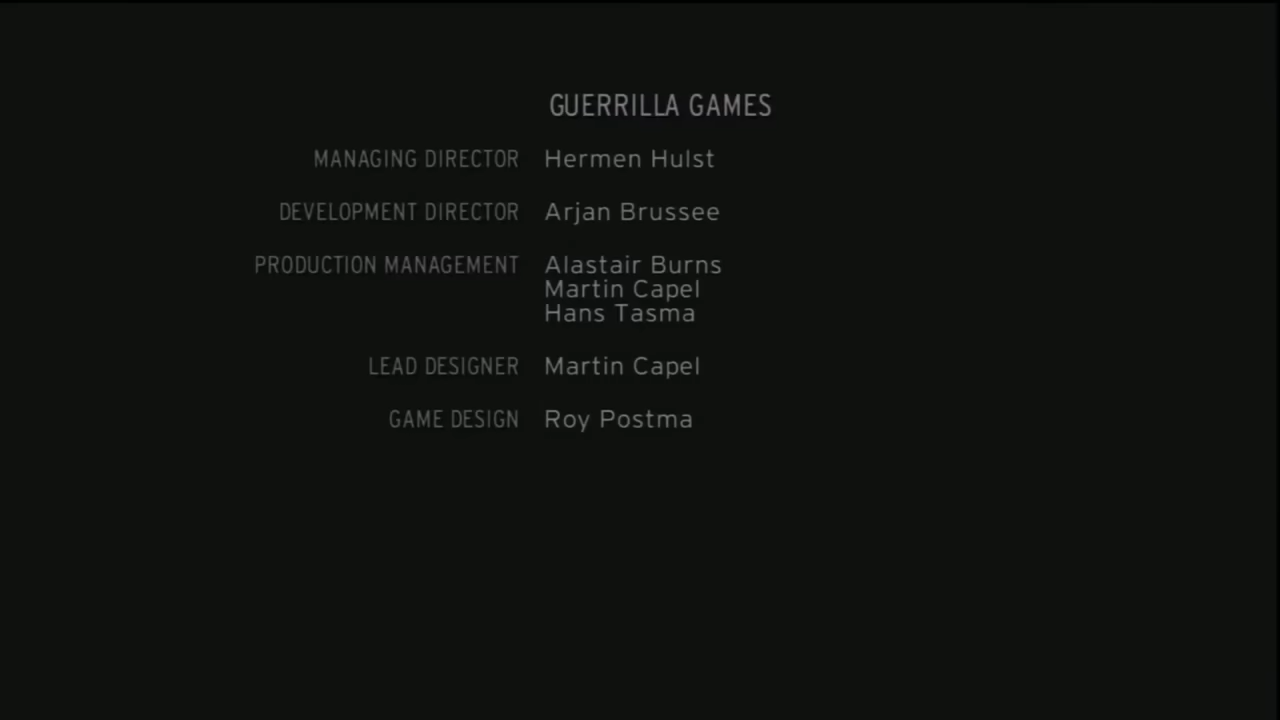 GUERRILLA GAMES
MANAGING DIRECTOR Hermen Hulst
DEVELOPMENT DIRECTOR Arjan Brussee
PRODUCTION MANAGEMENT Alastair Burns
Martin Capel
Hans Tasma
LEAD DESIGNER Martin Capel
GAME DESIGN Roy Postma